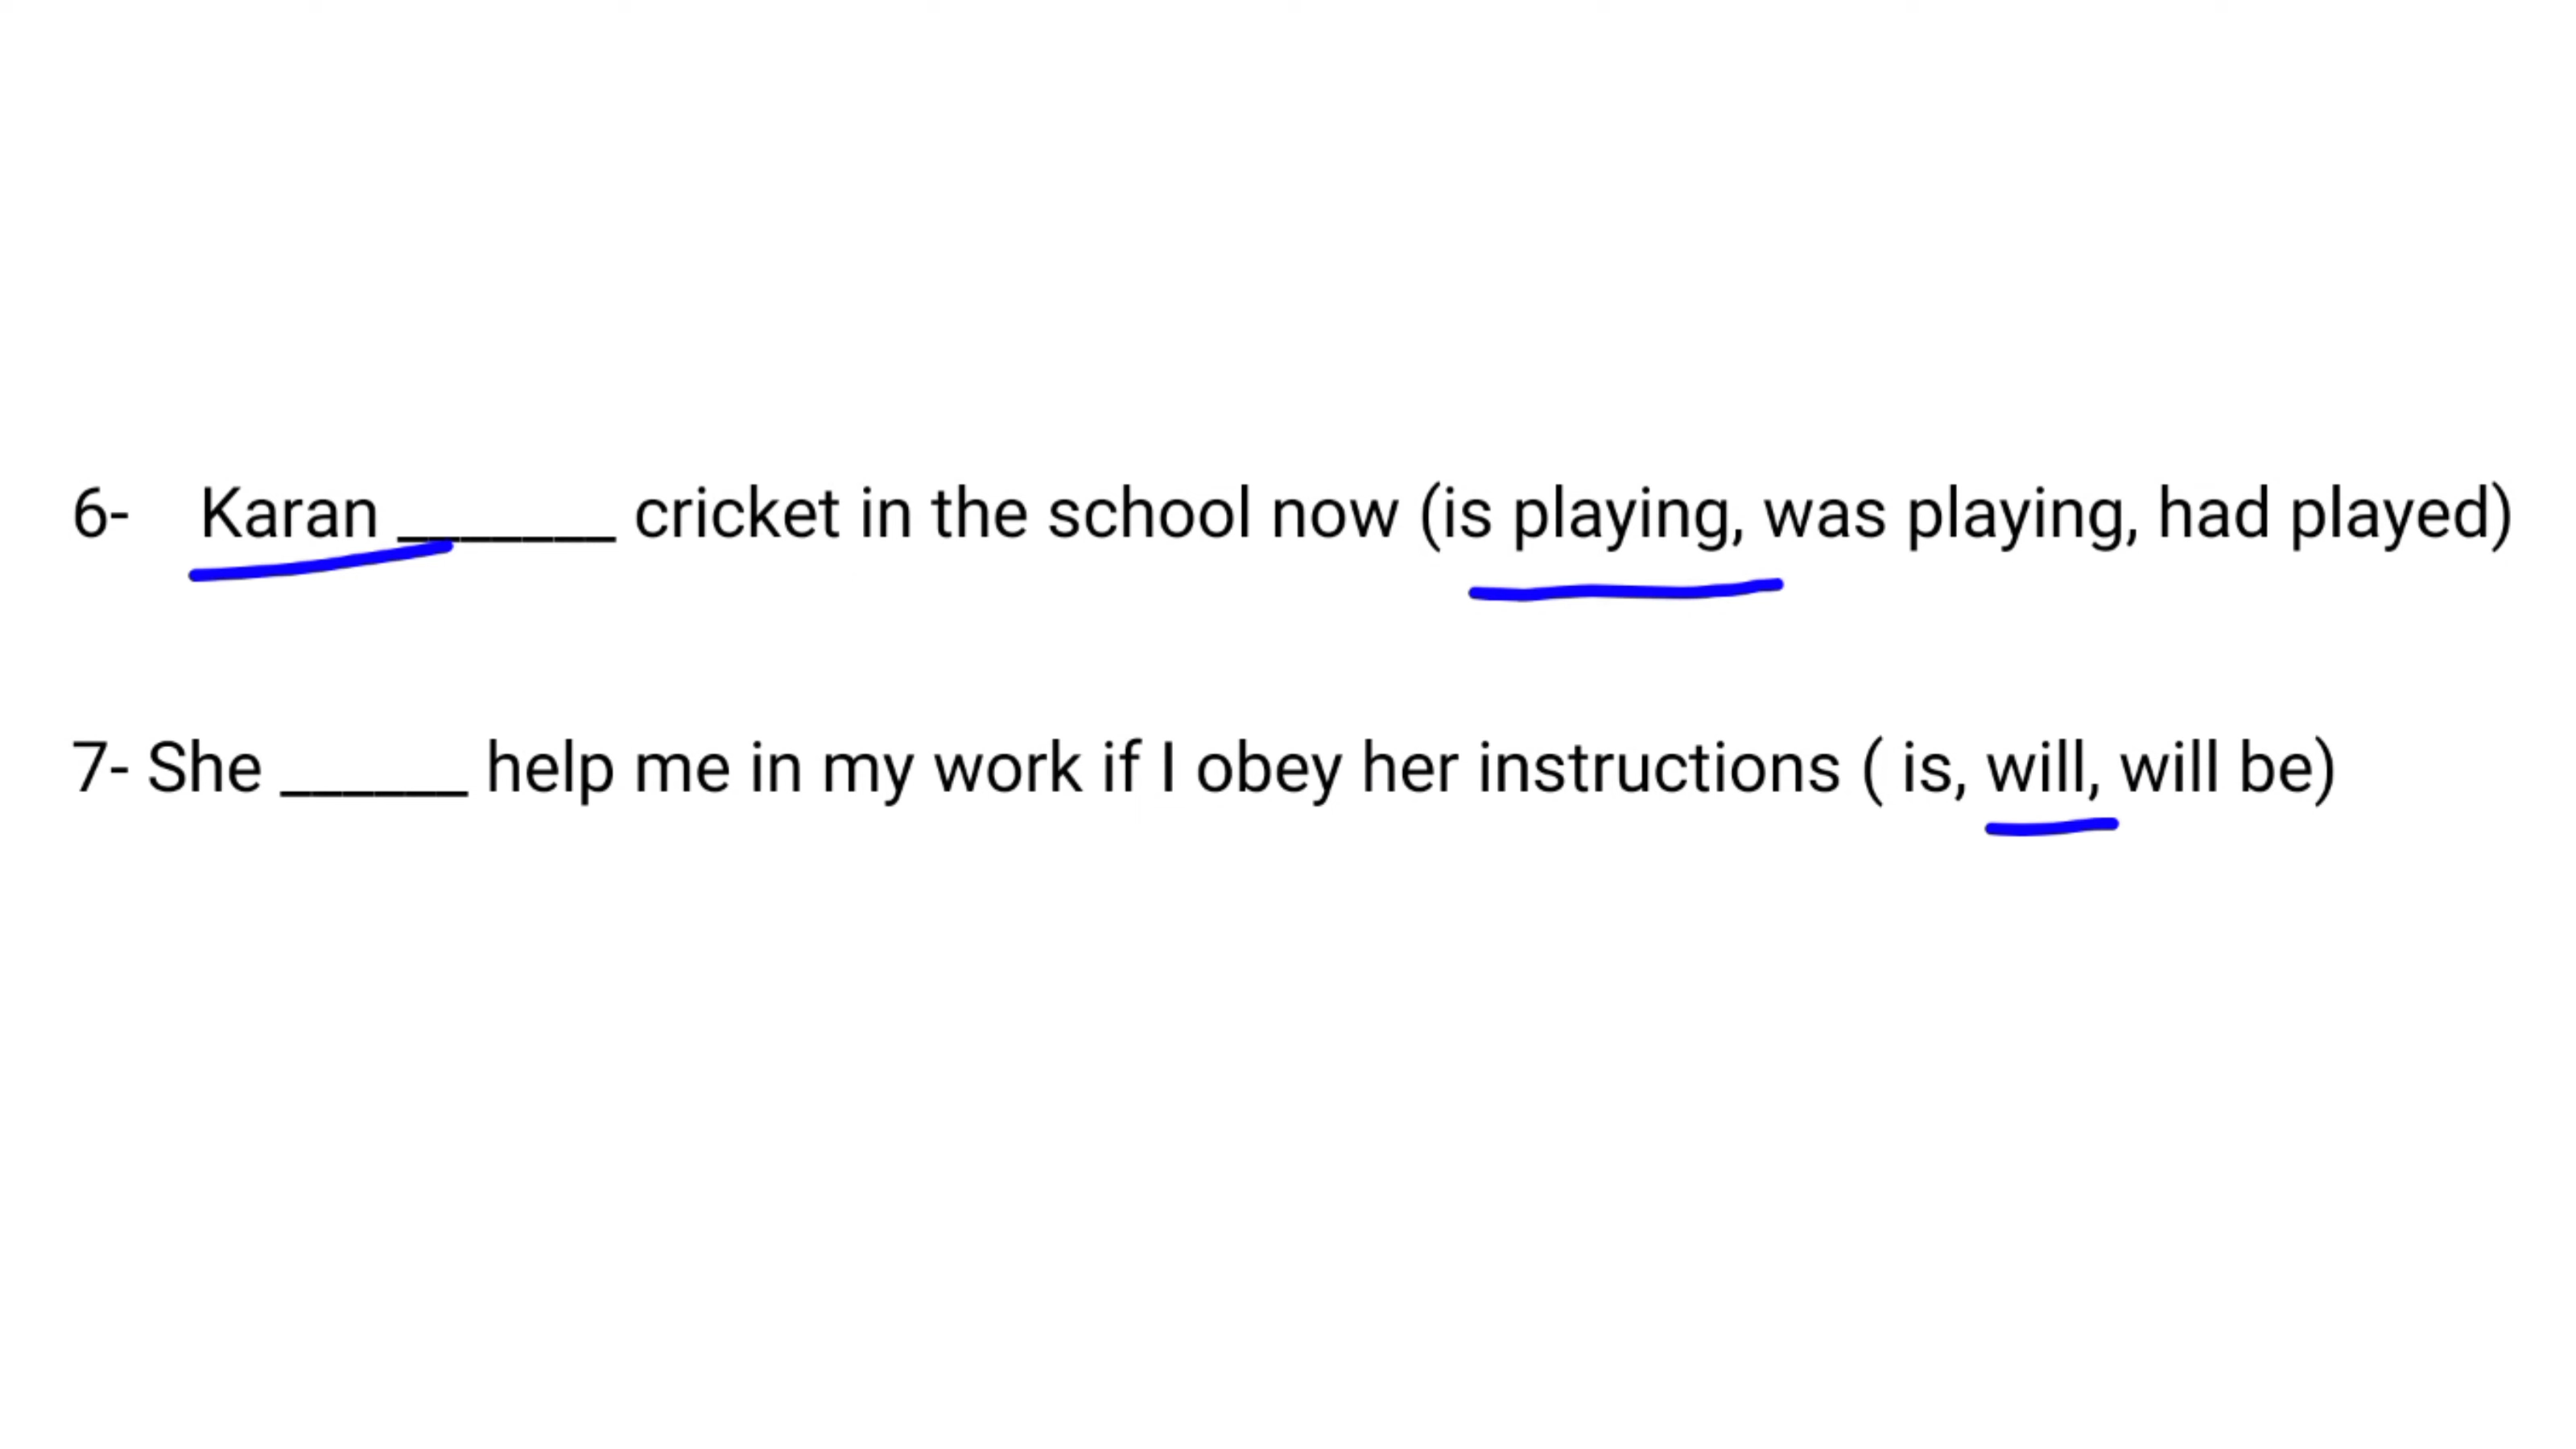 6- Karan _______ cricket in the school now (is playing, was playing, had played)
7- She ______ help me in my work if I obey her instructions ( is, will, will be)